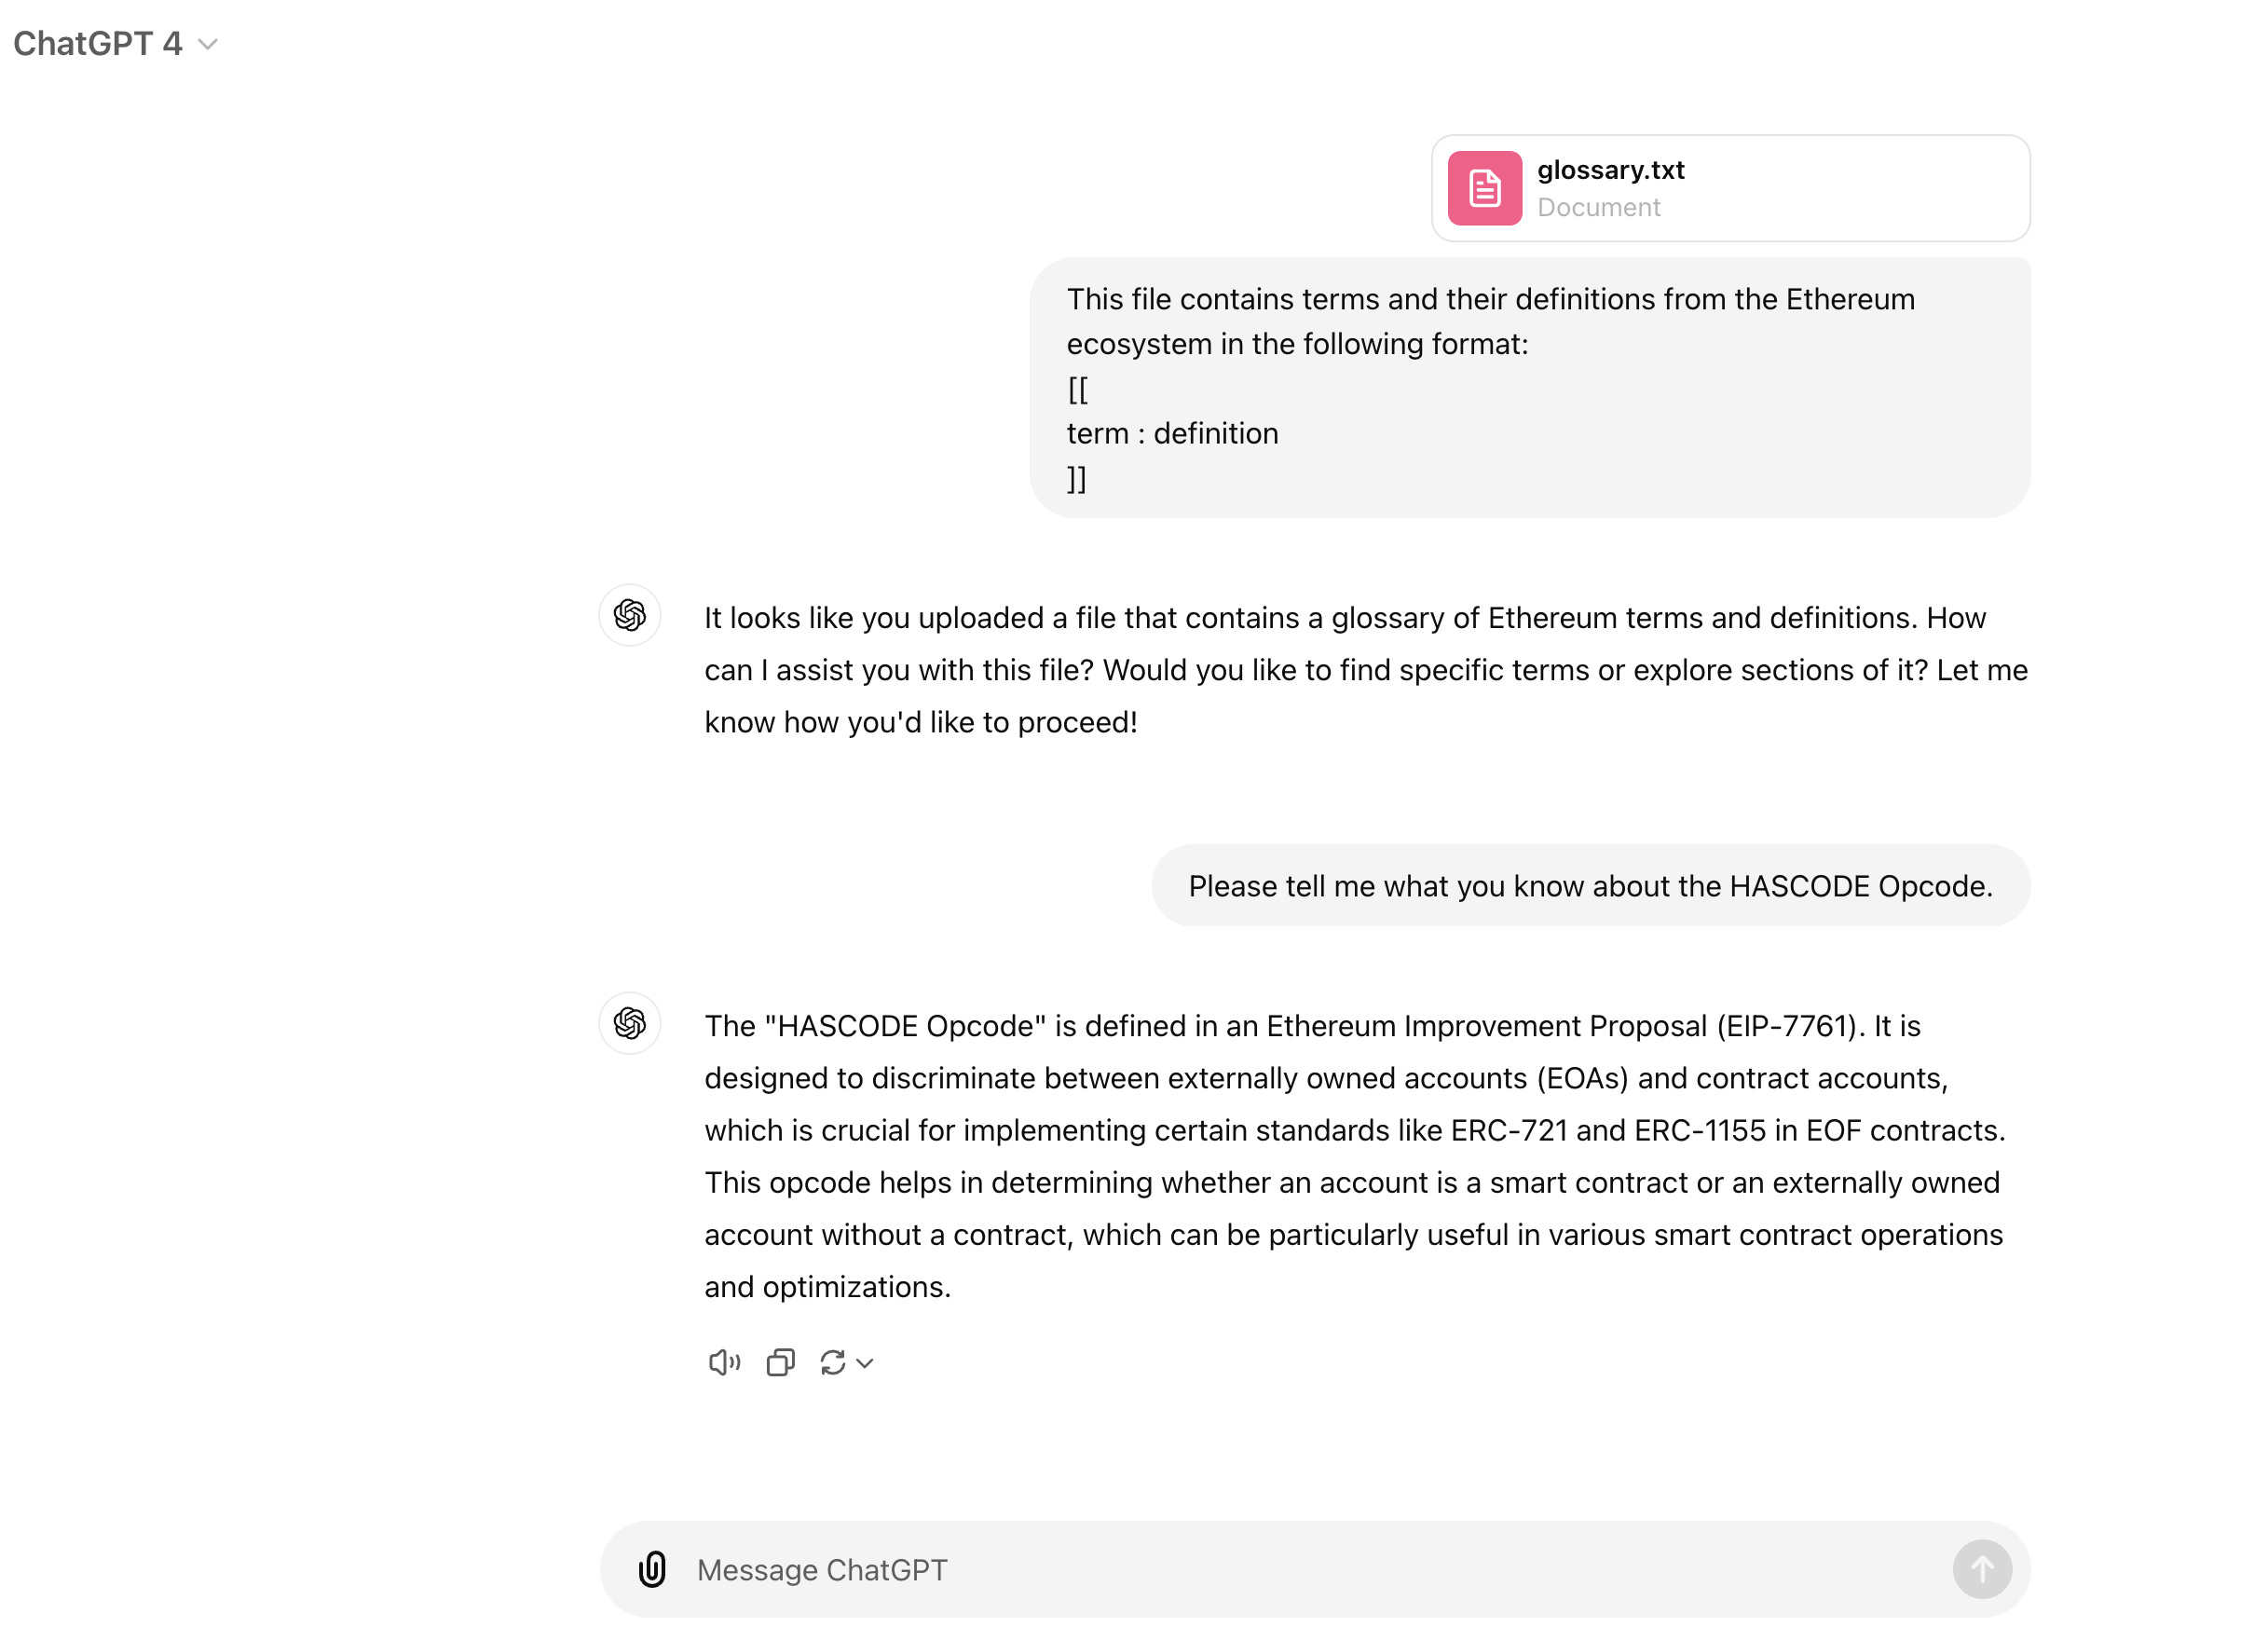 ChatGPT 4
glossary.txt
Document
This file contains terms and their definitions from the Ethereum
ecosystem in the following format:
[[
term : definition
]]
It looks like you uploaded a file that contains a glossary of Ethereum terms and definitions. How
can I assist you with this file? Would you like to find specific terms or explore sections of it? Let me
know how you'd like to proceed!
Please tell me what you know about the HASCODE Opcode.
The "HASCODE Opcode" is defined in an Ethereum Improvement Proposal (EIP-7761). It is
designed to discriminate between externally owned accounts (EOAs) and contract accounts,
which is crucial for implementing certain standards like ERC-721 and ERC-1155 in EOF contracts.
This opcode helps in determining whether an account is a smart contract or an externally owned
account without a contract, which can be particularly useful in various smart contract operations
and optimizations.
Message ChatGPT